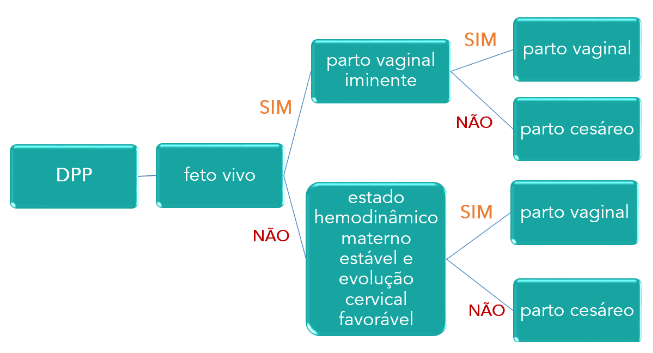 DPP
feto vivo
SIM
parto vaginal
iminente
SIM
parto vaginal
NÃO
parto cesáreo
NÃO
estado
hemodinâmico
materno
estável e
evolução
cervical
favorável
SIM
parto vaginal
NÃO
parto cesáreo